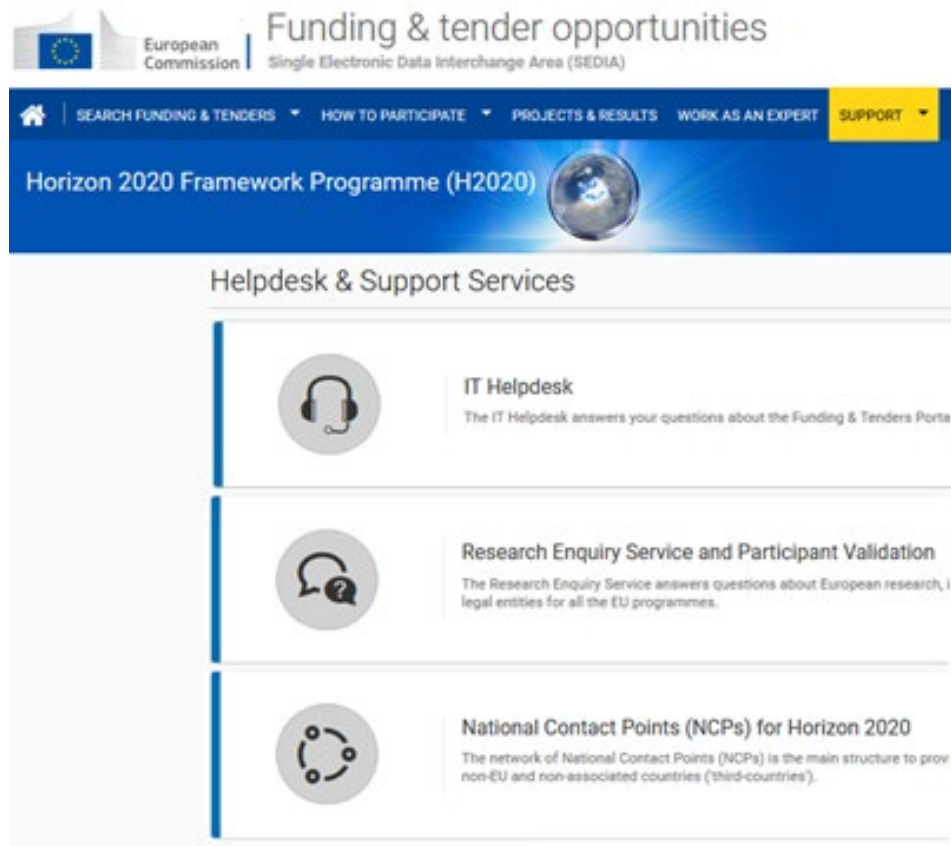 Funding & tender opportunities
European
Commission
Single Electronic Data Interchange Area (SEDIA)
SEARCH FUNDING & TENDERS HOW TO PARTICIPATE PROJECTS & RESULTS WORK AS AN EXPERT SUPPORT
Horizon 2020 Framework Programme (H2020)
Helpdesk & Support Services
IT Helpdesk
The IT Helpdesk answers your questions about the Funding & Tenders Porta
Research Enquiry Service and Participant Validation
The Research Enquiry Service answers questions about European research, i
legal entities for all the EU programmes.
National Contact Points (NCPs) for Horizon 2020
The network of National Contact Points (NCPs) is the main structure to prov
non-EU and non-associated countries ('third-countries').